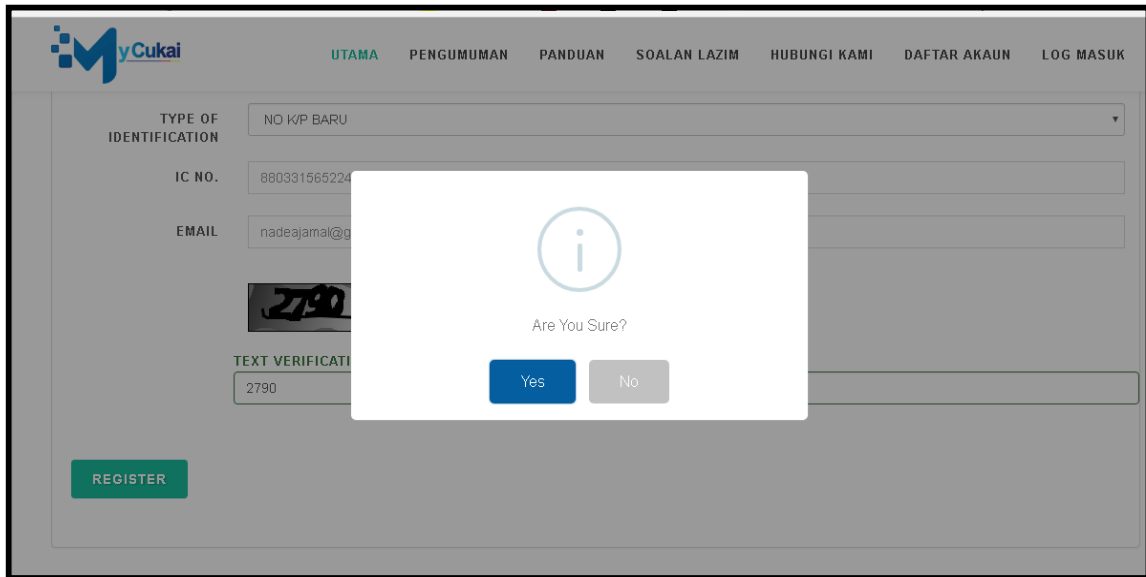 MyCukai
UTAMA PENGUMUMAN PANDUAN SOALAN LAZIM HUBUNGI KAMI DAFTAR AKAUN LOG MASUK
TYPE OF
IDENTIFICATION
NO K/P BARU
IC NO.
880331565224
EMAIL
nadeajamal@g
2790
Are You Sure?
TEXT VERIFICATI
2790
Yes No
REGISTER